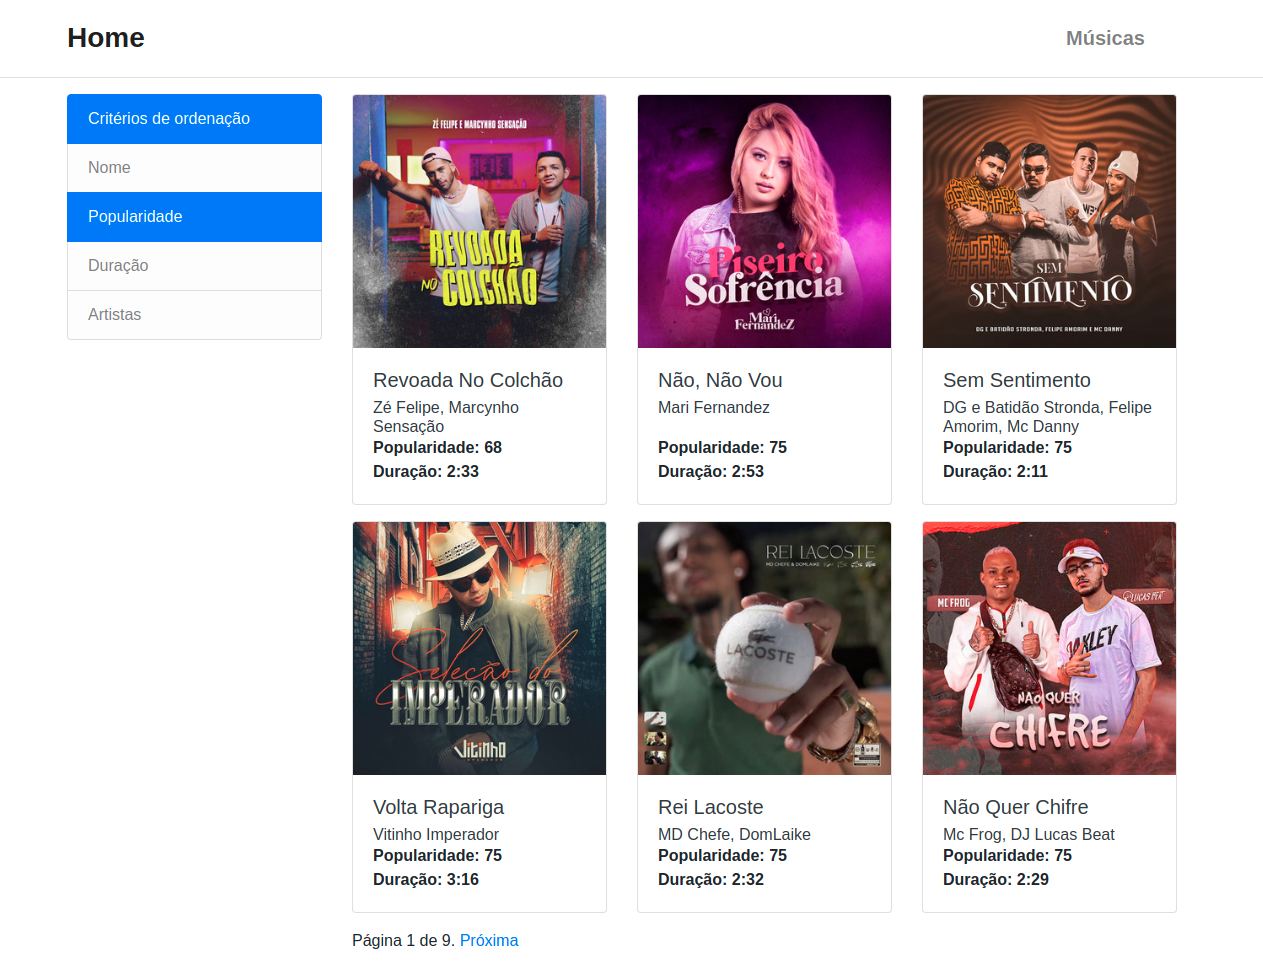 Home
Músicas
Critérios de ordenação
Nome
Popularidade
Duração
Artistas
ZÉ FELIPE E MARCYNHO SENSAÇÃO
REVOADA
NO COLCHÃO
Revoada No Colchão
Zé Felipe, Marcynho
Sensação
Popularidade: 68
Duração: 2:33
Piseiro
Sofrência
Mari
Fernandez
Não, Não Vou
Mari Fernandez
Popularidade: 75
Duração: 2:53
SEM
SENTIMENTO
DG E BATIDÃO STRONDA, FELIPE AMORIM E MC DANNY
Sem Sentimento
DG e Batidão Stronda, Felipe
Amorim, Mc Danny
Popularidade: 75
Duração: 2:11
Seleção do
IMPERADOR
Vitinho
IMPERADOR
Volta Rapariga
Vitinho Imperador
Popularidade: 75
Duração: 3:16
REI LACOSTE
MD CHEFE & DOMLAIKE
LACOSTE
Rei Lacoste
MD Chefe, DomLaike
Popularidade: 75
Duração: 2:32
MC FROG
LUCAS BEAT
NÃO QUER
CHIFRE
Não Quer Chifre
Mc Frog, DJ Lucas Beat
Popularidade: 75
Duração: 2:29
Página 1 de 9. Próxima